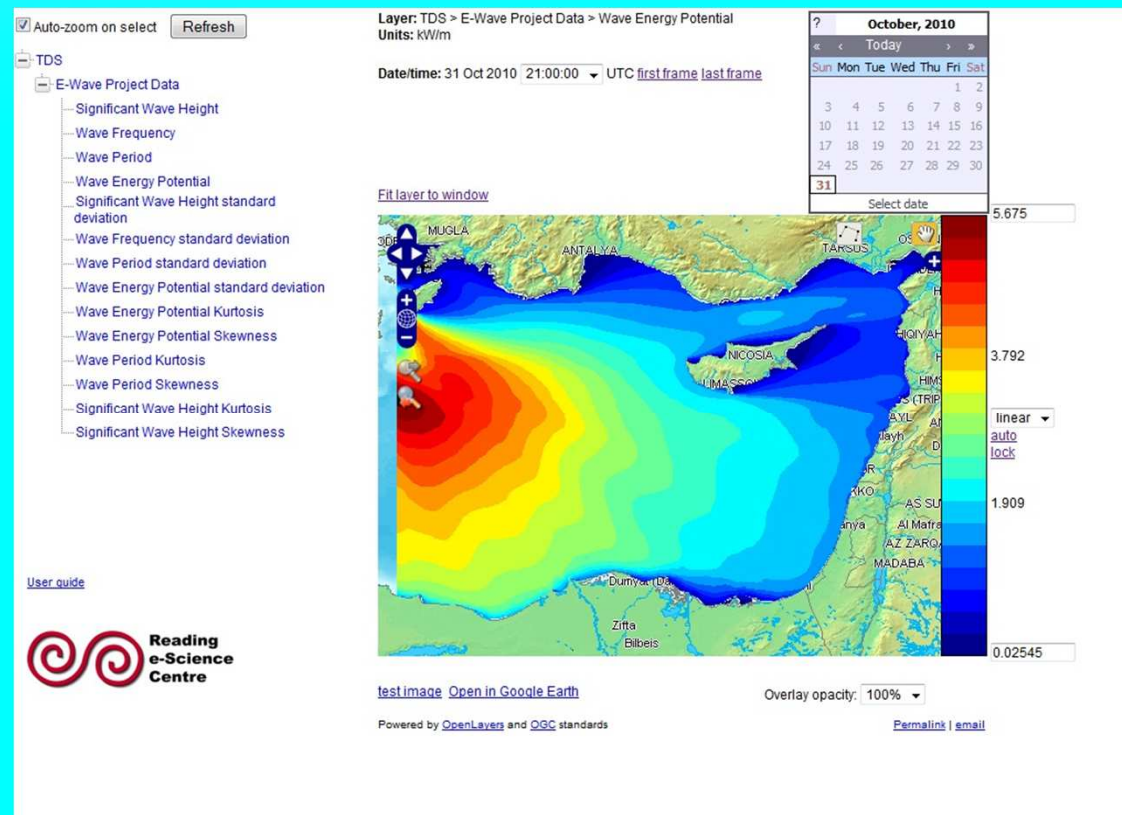 Auto-zoom on select Refresh
TDS
E-Wave Project Data
Significant Wave Height
Wave Frequency
Wave Period
Wave Energy Potential
Significant Wave Height standard
deviation
Wave Frequency standard deviation
Wave Period standard deviation
Wave Energy Potential standard deviation
Wave Energy Potential Kurtosis
Wave Energy Potential Skewness
Wave Period Kurtosis
Wave Period Skewness
Significant Wave Height Kurtosis
Significant Wave Height Skewness
User guide
Reading
e-Science
Centre
Layer: TDS > E-Wave Project Data > Wave Energy Potential
Units: kW/m
Date/time: 31 Oct 2010 21:00:00 UTC first frame last frame
? October, 2010
« ‹ Today › »
Sun Mon Tue Wed Thu Fri Sat
1 2
3 4 5 6 7 8 9
10 11 12 13 14 15 16
17 18 19 20 21 22 23
24 25 26 27 28 29 30
31
Select date
Fit layer to window
MUGLA
ANTALYA
TARSUS
NICOSIA
AS SU
anya Al Mafra
AZ ZARQA
MADABA
Zifta
Bilbeis
5.675
3.792
linear
auto
lock
1.909
0.02545
test image Open in Google Earth
Overlay opacity: 100%
Powered by OpenLayers and OGC standards
Permalink | email